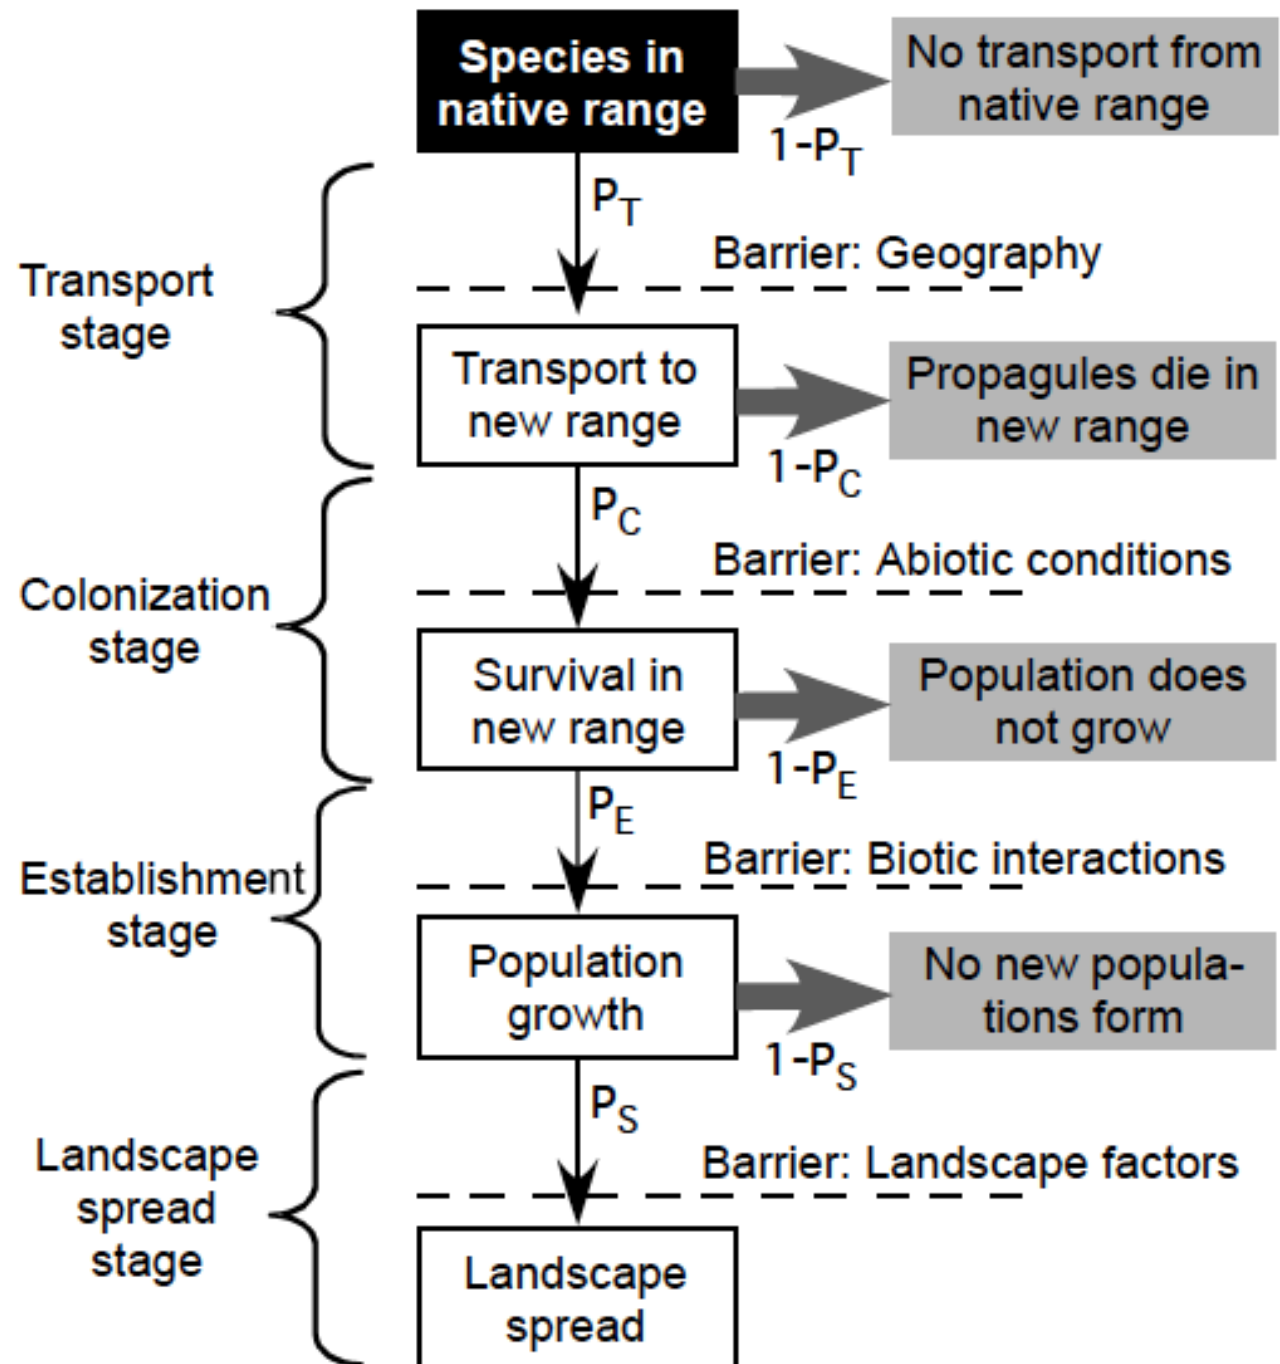 Species in
native range
No transport from
native range
1-PT
PT
Barrier: Geography
Transport
stage
Transport to
new range
Propagules die in
new range
1-PC
PC
Barrier: Abiotic conditions
Colonization
stage
Survival in
new range
Population does
not grow
1-PE
PE
Barrier: Biotic interactions
Establishment
stage
Population
growth
No new popula-
tions form
1-PS
PS
Barrier: Landscape factors
Landscape
spread
stage
Landscape
spread